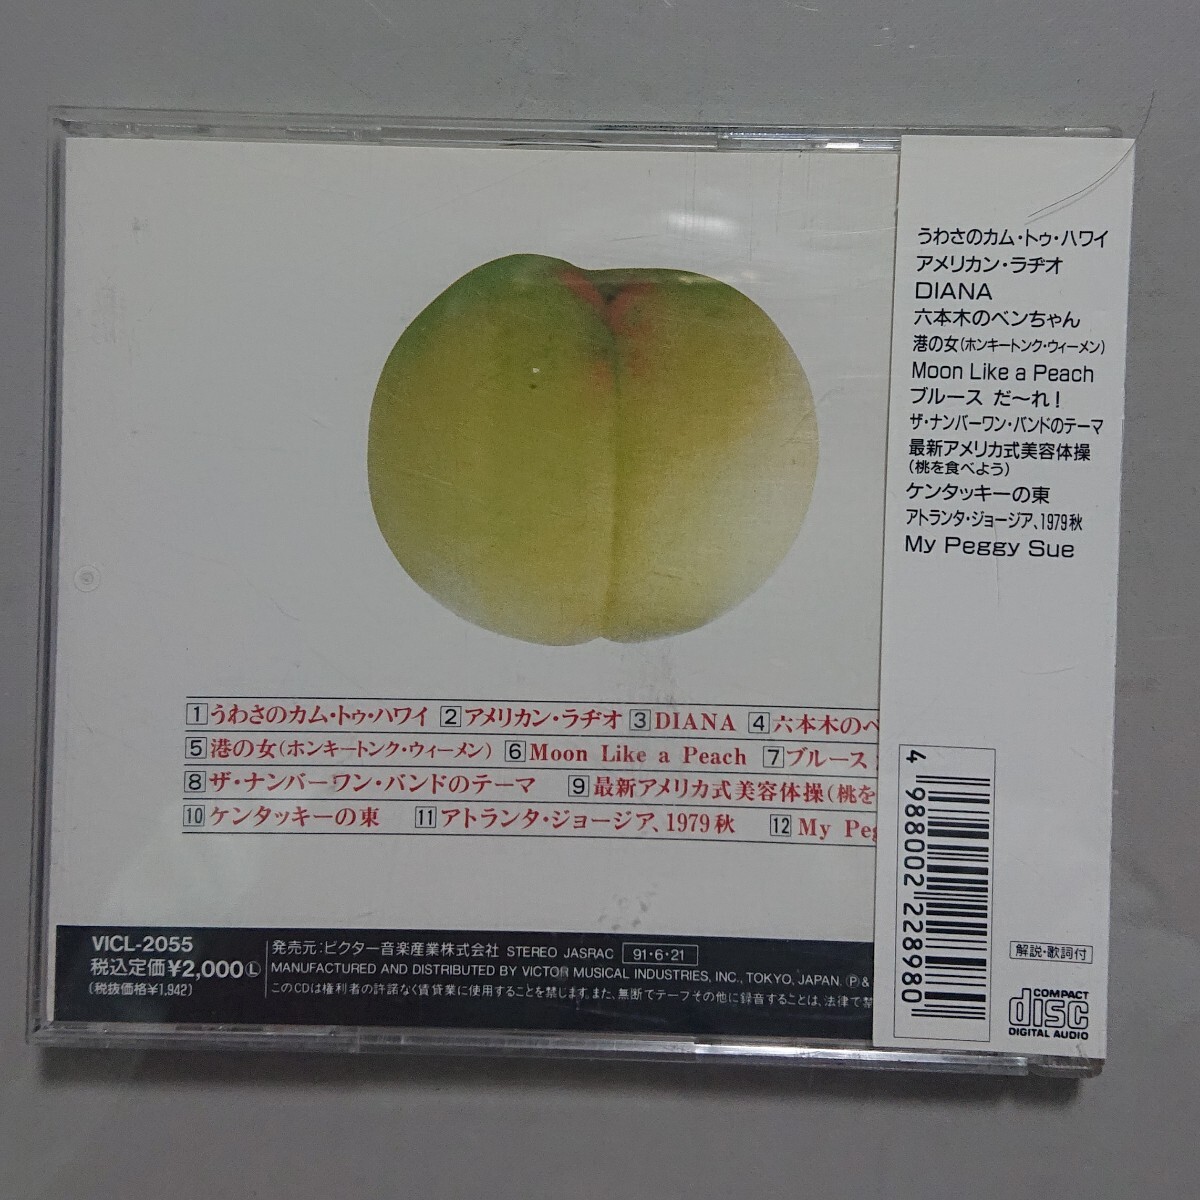 うわさのカム・トゥ・ハワイ
アメリカン・ラヂオ
DIANA
六本木のベンちゃん
港の女(ホンキートンク・ウィーメン)
Moon Like a Peach
ブルース だ〜れ!
ザ・ナンバーワン・バンドのテーマ
最新アメリカ式美容体操
(桃を食べよう)
ケンタッキーの東
アトランタ・ジョージア、1979秋
My Peggy Sue
1 うわさのカム・トゥ・ハワイ 2 アメリカン・ラヂオ 3 DIANA 4 六本木のベ
5 港の女(ホンキートンク・ウィーメン) 6 Moon Like a Peach 7 ブルース
8 ザ・ナンバーワン・バンドのテーマ 9 最新アメリカ式美容体操(桃を
10 ケンタッキーの東 11 アトランタ・ジョージア、1979秋 12 My Peg
VICL-2055
税込定価¥2,000Ⓛ
(税抜価格¥1,942)
発売元:ビクター音楽産業株式会社 STEREO JASRAC 91・6・21
MANUFACTURED AND DISTRIBUTED BY VICTOR MUSICAL INDUSTRIES, INC., TOKYO, JAPAN. Ⓟ&
このCDは権利者の許諾なく賃貸業に使用することを禁じます。また、無断でテープその他に録音することは、法律で禁
4 988002 228980
解説・歌詞付
COMPACT
disc
DIGITAL AUDIO